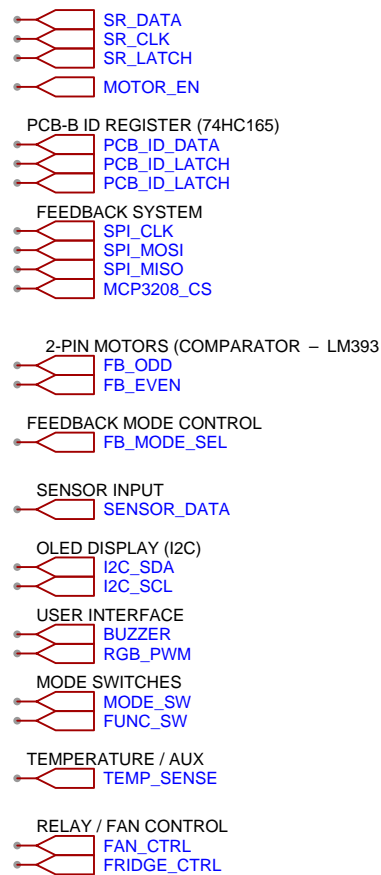 SR_DATA
SR_CLK
SR_LATCH
MOTOR_EN
PCB-B ID REGISTER (74HC165)
PCB_ID_DATA
PCB_ID_LATCH
PCB_ID_LATCH
FEEDBACK SYSTEM
SPI_CLK
SPI_MOSI
SPI_MISO
MCP3208_CS
2-PIN MOTORS (COMPARATOR – LM393
FB_ODD
FB_EVEN
FEEDBACK MODE CONTROL
FB_MODE_SEL
SENSOR INPUT
SENSOR_DATA
OLED DISPLAY (I2C)
I2C_SDA
I2C_SCL
USER INTERFACE
BUZZER
RGB_PWM
MODE SWITCHES
MODE_SW
FUNC_SW
TEMPERATURE / AUX
TEMP_SENSE
RELAY / FAN CONTROL
FAN_CTRL
FRIDGE_CTRL